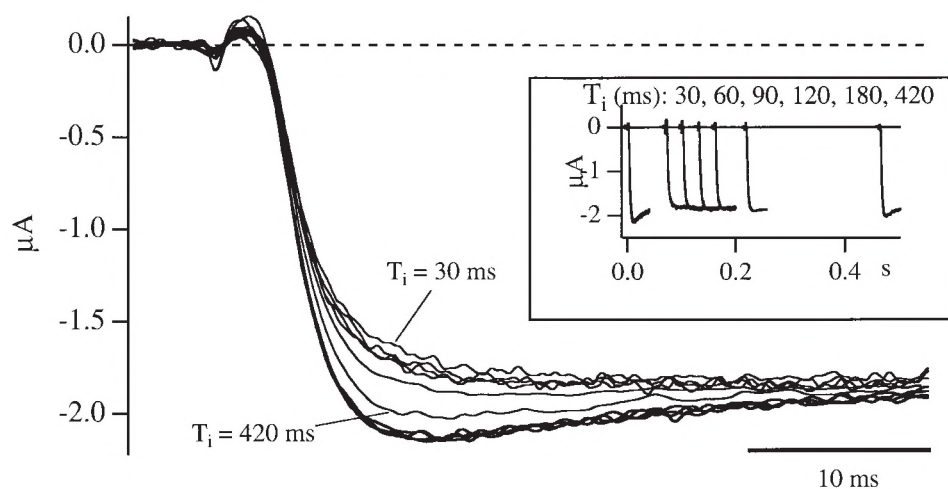 0.0
-0.5
-1.0
-1.5
-2.0
μA
Ti = 30 ms
Ti = 420 ms
10 ms
Ti (ms): 30, 60, 90, 120, 180, 420
0
-1
-2
μA
0.0
0.2
0.4
s